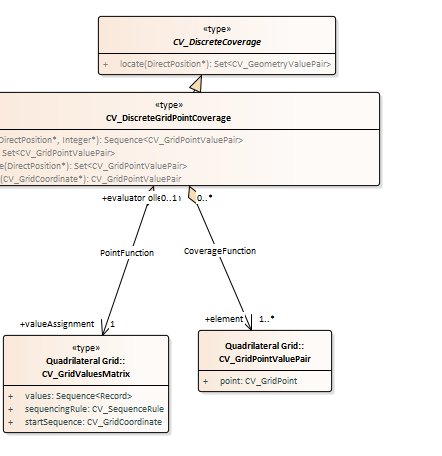 «type»
CV_DiscreteCoverage
+ locate(DirectPosition*): Set<CV_GeometryValuePair>
«type»
CV_DiscreteGridPointCoverage
DirectPosition*, Integer*): Sequence<CV_GridPointValuePair>
Set<CV_GridPointValuePair>
e(DirectPosition*): Set<CV_GridPointValuePair>
(CV_GridCoordinate*): CV_GridPointValuePair
+evaluator 0..1 0..*
PointFunction CoverageFunction
+valueAssignment 1 +element 1..*
«type»
Quadrilateral Grid::
CV_GridValuesMatrix
+ values: Sequence<Record>
+ sequencingRule: CV_SequenceRule
+ startSequence: CV_GridCoordinate
Quadrilateral Grid::
CV_GridPointValuePair
+ point: CV_GridPoint